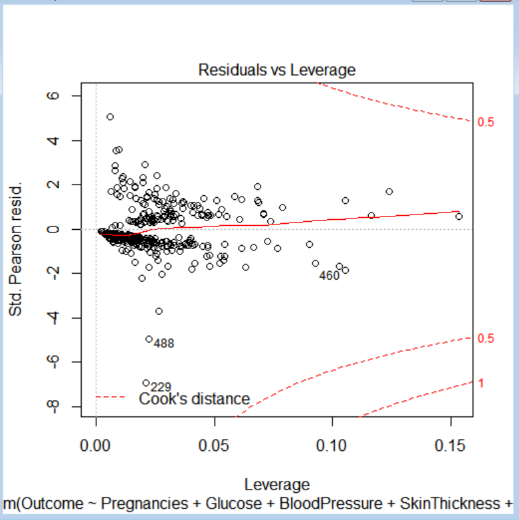 Residuals vs Leverage
6
4
2
0
-2
-4
-6
-8
Std. Pearson resid.
0.5
0.5
1
460
488
229
Cook's distance
0.00 0.05 0.10 0.15
Leverage
m(Outcome ~ Pregnancies + Glucose + BloodPressure + SkinThickness +